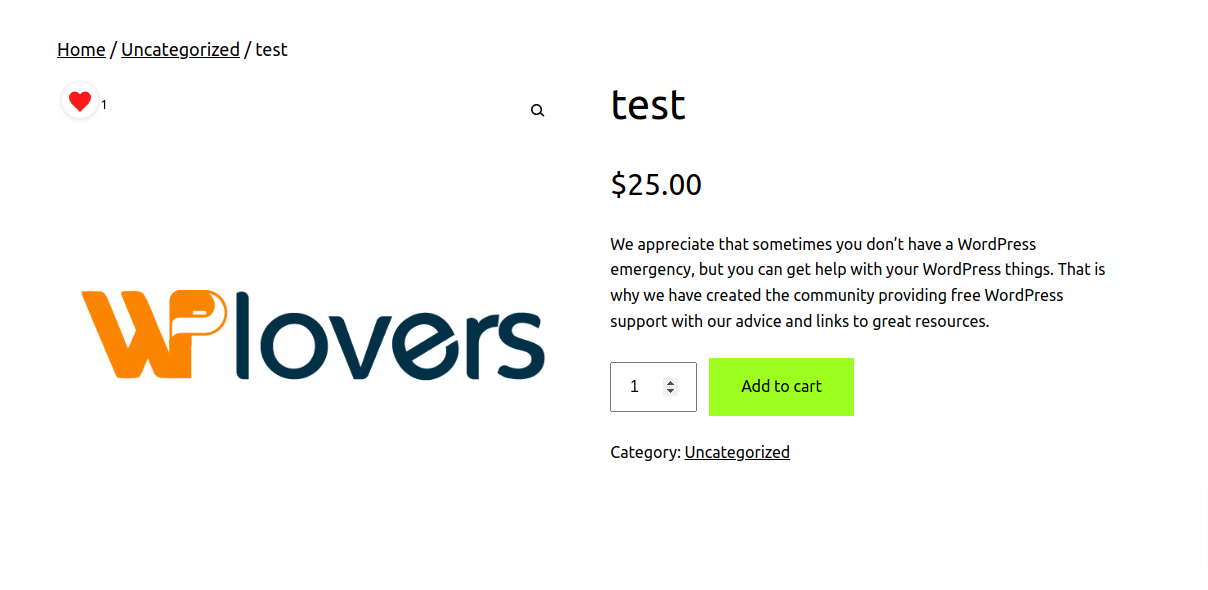 Home / Uncategorized / test
1
test
$25.00
We appreciate that sometimes you don’t have a WordPress
emergency, but you can get help with your WordPress things. That is
why we have created the community providing free WordPress
support with our advice and links to great resources.
WPlovers
1
Add to cart
Category: Uncategorized